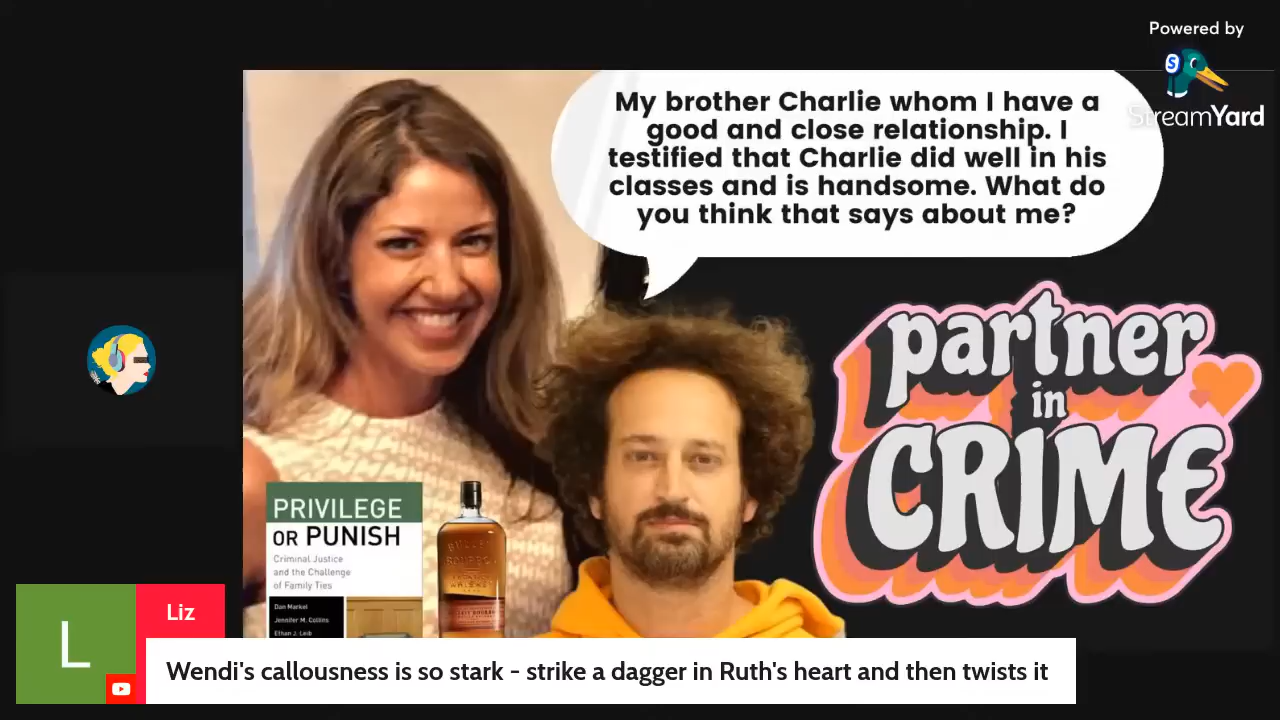 Powered by
StreamYard
My brother Charlie whom I have a
good and close relationship. I
testified that Charlie did well in his
classes and is handsome. What do
you think that says about me?
partner
in
CRIME
PRIVILEGE
OR PUNISH
Criminal Justice
and the Challenge
of Family Ties
Dan Markel
Jennifer M. Collins
Ethan J. Leib
BULLEIT
BOURBON
L
Liz
Wendi's callousness is so stark - strike a dagger in Ruth's heart and then twists it